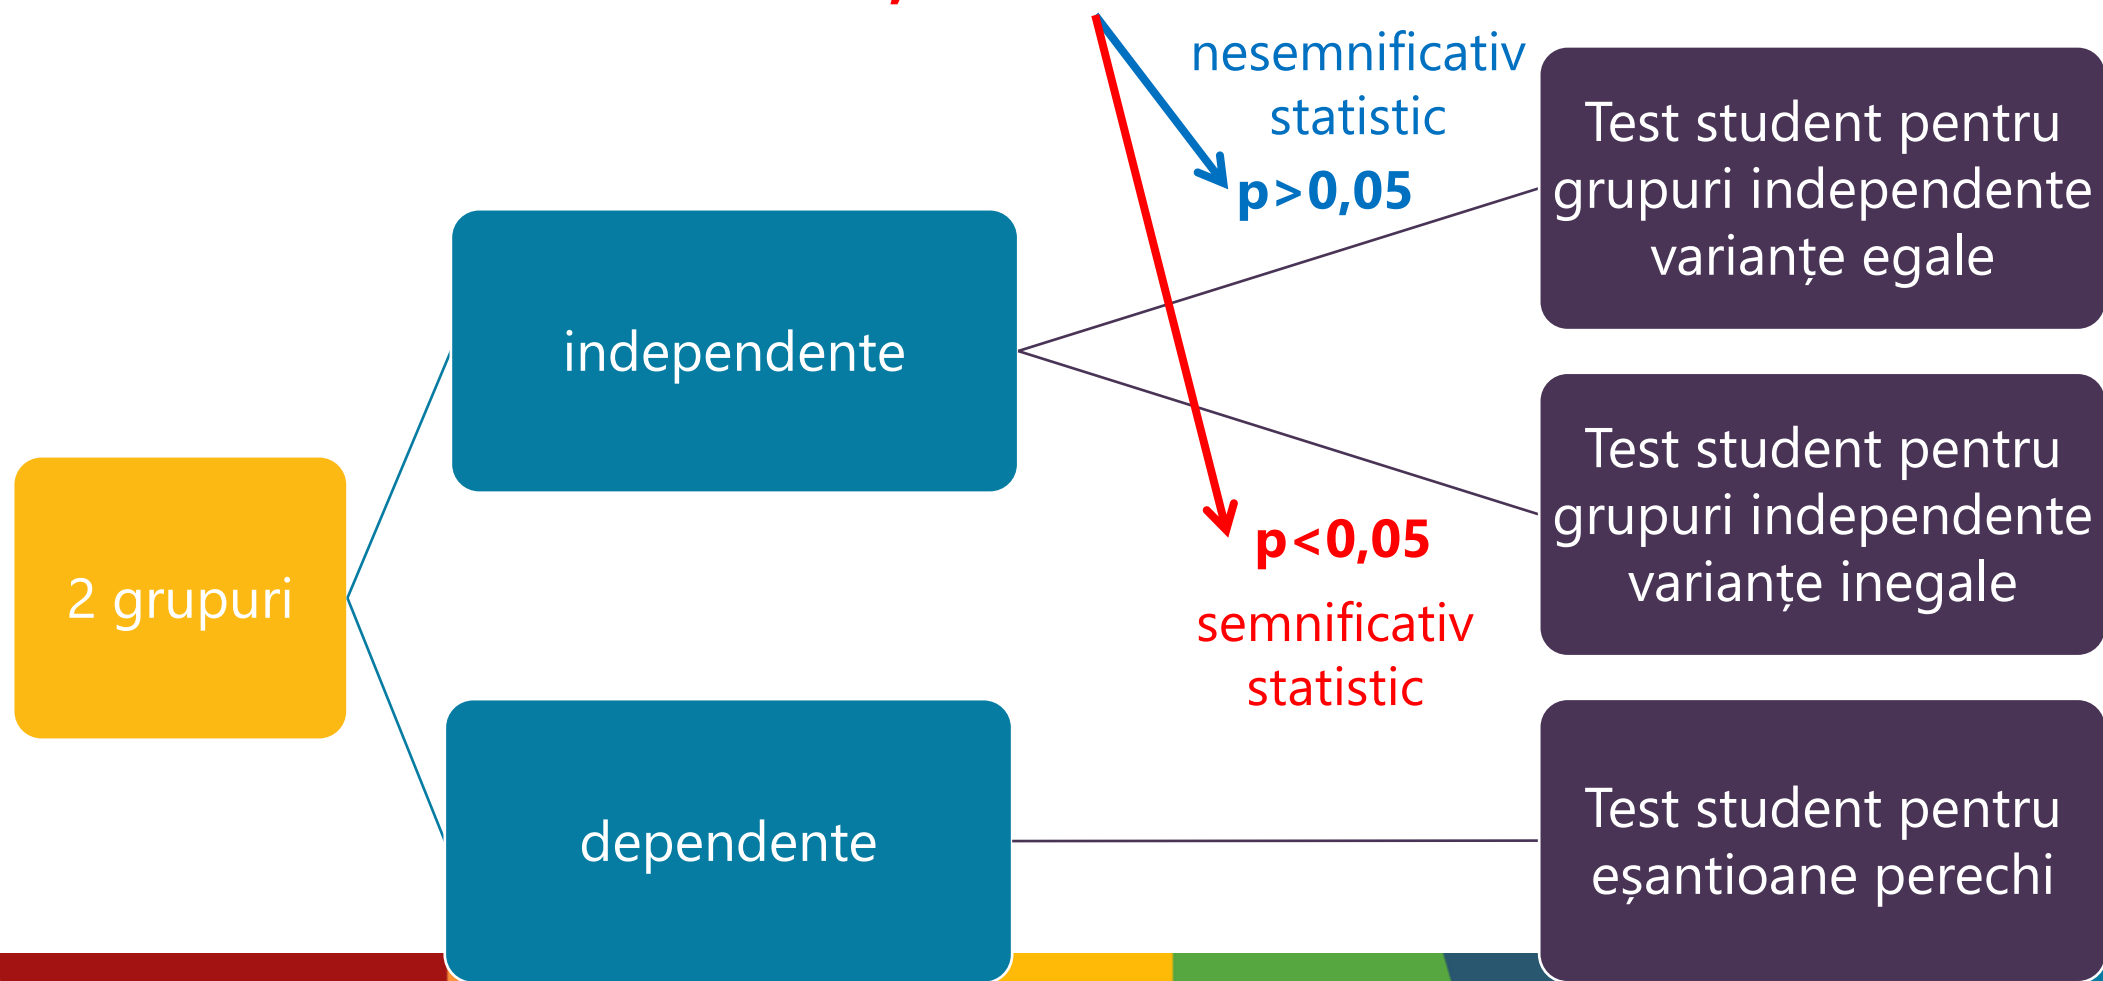 nesemnificativ
statistic
p>0,05
Test student pentru
grupuri independente
varianțe egale
independente
Test student pentru
grupuri independente
varianțe inegale
p<0,05
semnificativ
statistic
2 grupuri
dependente
Test student pentru
eșantioane perechi